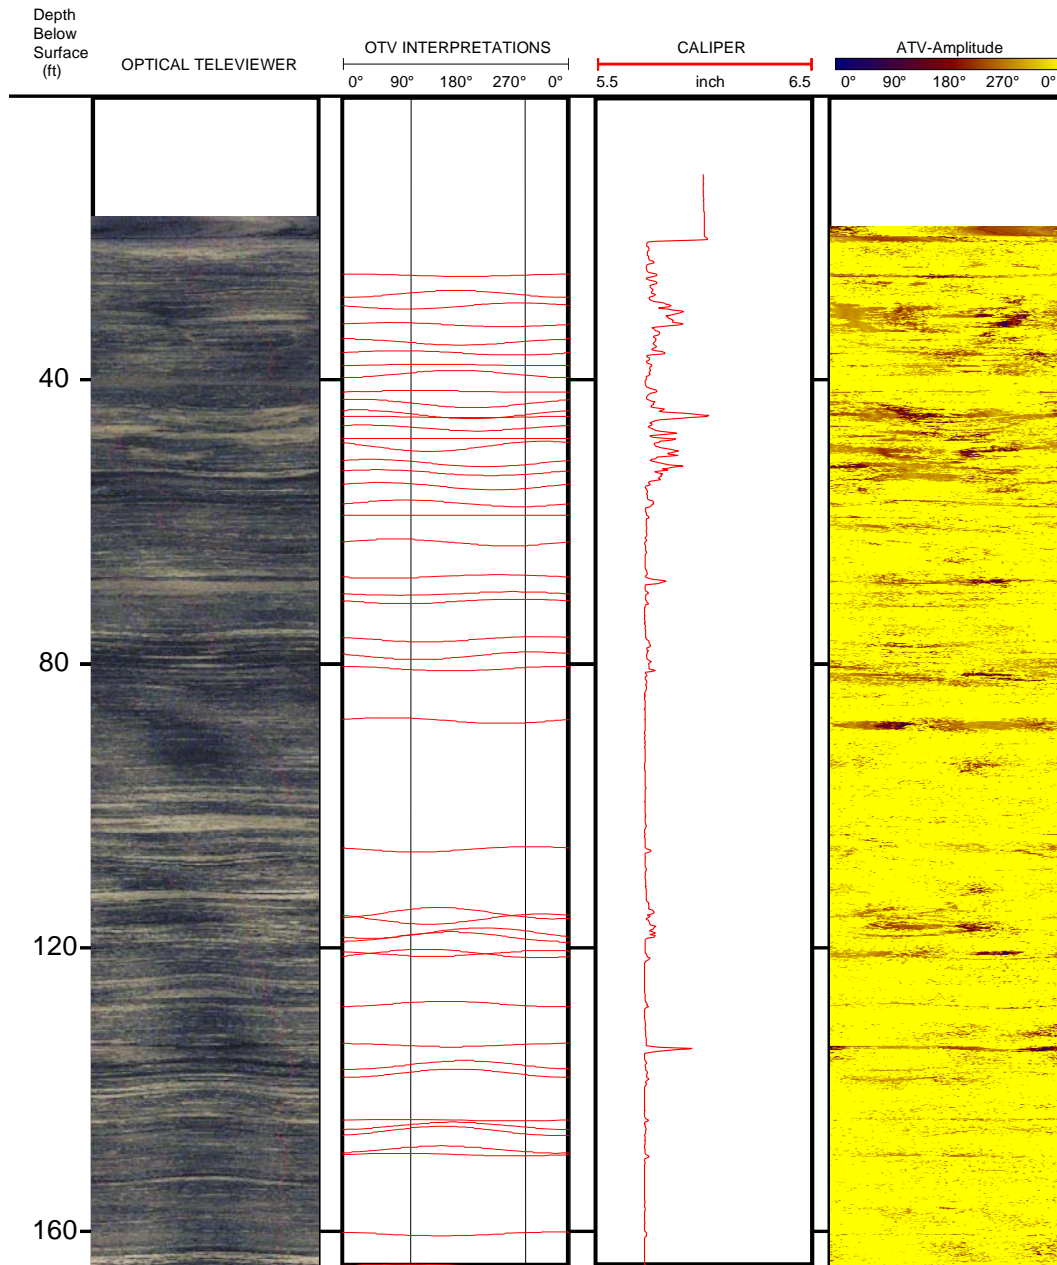 Depth
Below
Surface
(ft)
OPTICAL TELEVIEWER
OTV INTERPRETATIONS
0° 90° 180° 270° 0°
CALIPER
5.5 inch 6.5
ATV-Amplitude
0° 90° 180° 270° 0°
40
80
120
160